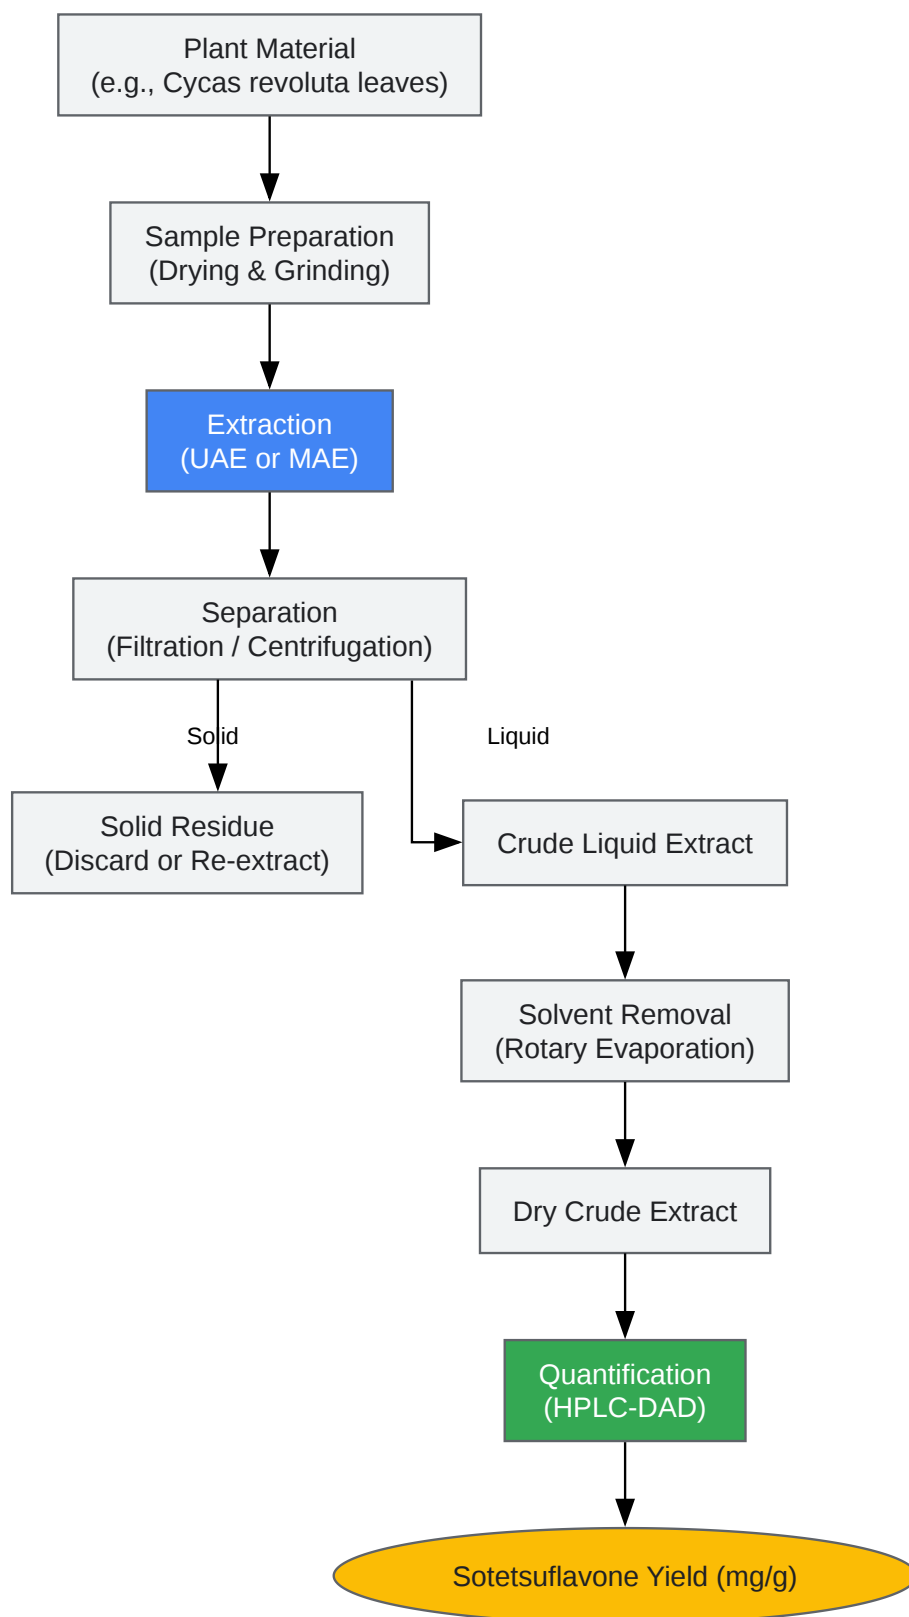 Plant Material
(e.g., Cycas revoluta leaves)
Sample Preparation
(Drying & Grinding)
Extraction
(UAE or MAE)
Separation
(Filtration / Centrifugation)
Solid
Liquid
Solid Residue
(Discard or Re-extract)
Crude Liquid Extract
Solvent Removal
(Rotary Evaporation)
Dry Crude Extract
Quantification
(HPLC-DAD)
Sotetsuflavone Yield (mg/g)